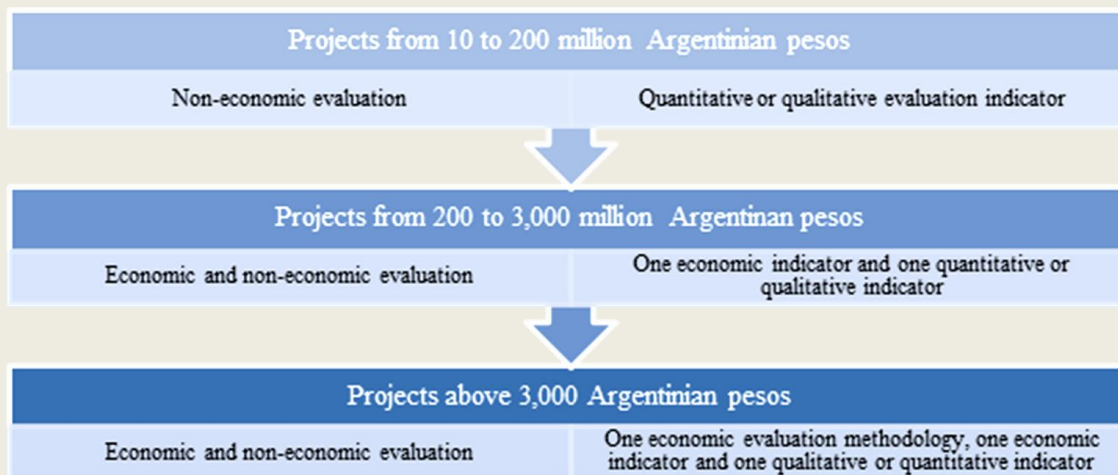 Projects from 10 to 200 million Argentinian pesos
Non-economic evaluation
Quantitative or qualitative evaluation indicator
Projects from 200 to 3,000 million Argentinan pesos
Economic and non-economic evaluation
One economic indicator and one quantitative or
qualitative indicator
Projects above 3,000 Argentinian pesos
Economic and non-economic evaluation
One economic evaluation methodology, one economic
indicator and one qualitative or quantitative indicator